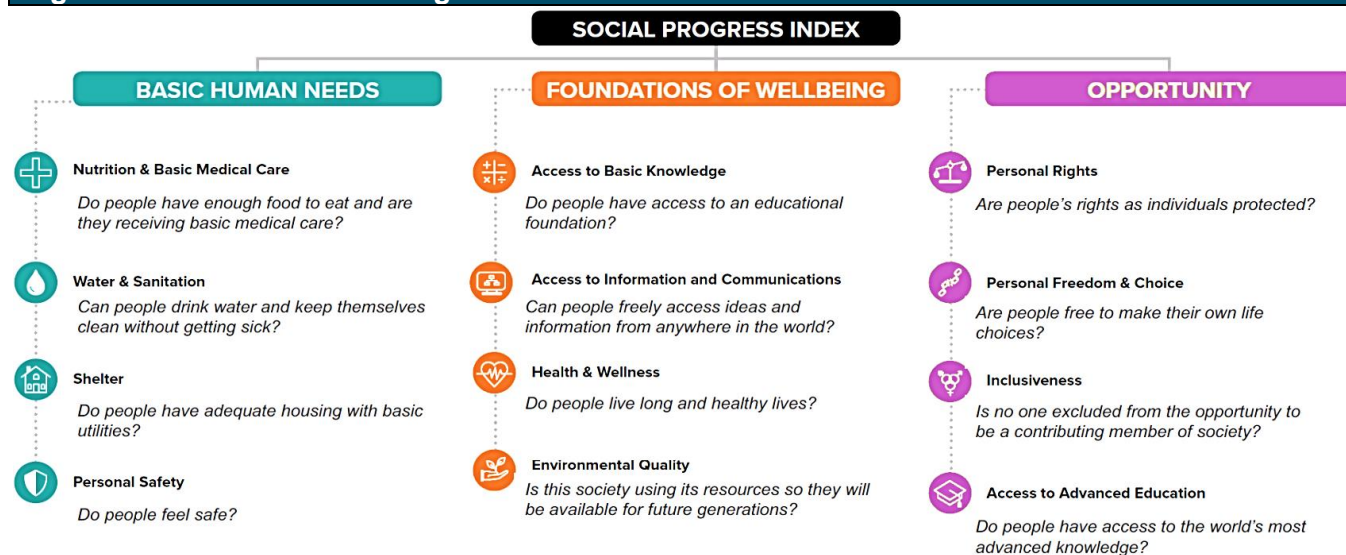 SOCIAL PROGRESS INDEX
BASIC HUMAN NEEDS
Nutrition & Basic Medical Care
Do people have enough food to eat and are
they receiving basic medical care?
Water & Sanitation
Can people drink water and keep themselves
clean without getting sick?
Shelter
Do people have adequate housing with basic
utilities?
Personal Safety
Do people feel safe?
FOUNDATIONS OF WELLBEING
Access to Basic Knowledge
Do people have access to an educational
foundation?
Access to Information and Communications
Can people freely access ideas and
information from anywhere in the world?
Health & Wellness
Do people live long and healthy lives?
Environmental Quality
Is this society using its resources so they will
be available for future generations?
OPPORTUNITY
Personal Rights
Are people's rights as individuals protected?
Personal Freedom & Choice
Are people free to make their own life
choices?
Inclusiveness
Is no one excluded from the opportunity to
be a contributing member of society?
Access to Advanced Education
Do people have access to the world's most
advanced knowledge?